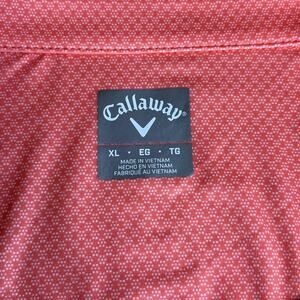 Callaway®
XL • EG • TG
MADE IN VIETNAM
HECHO EN VIETNAM
FABRIQUÉ AU VIETNAM